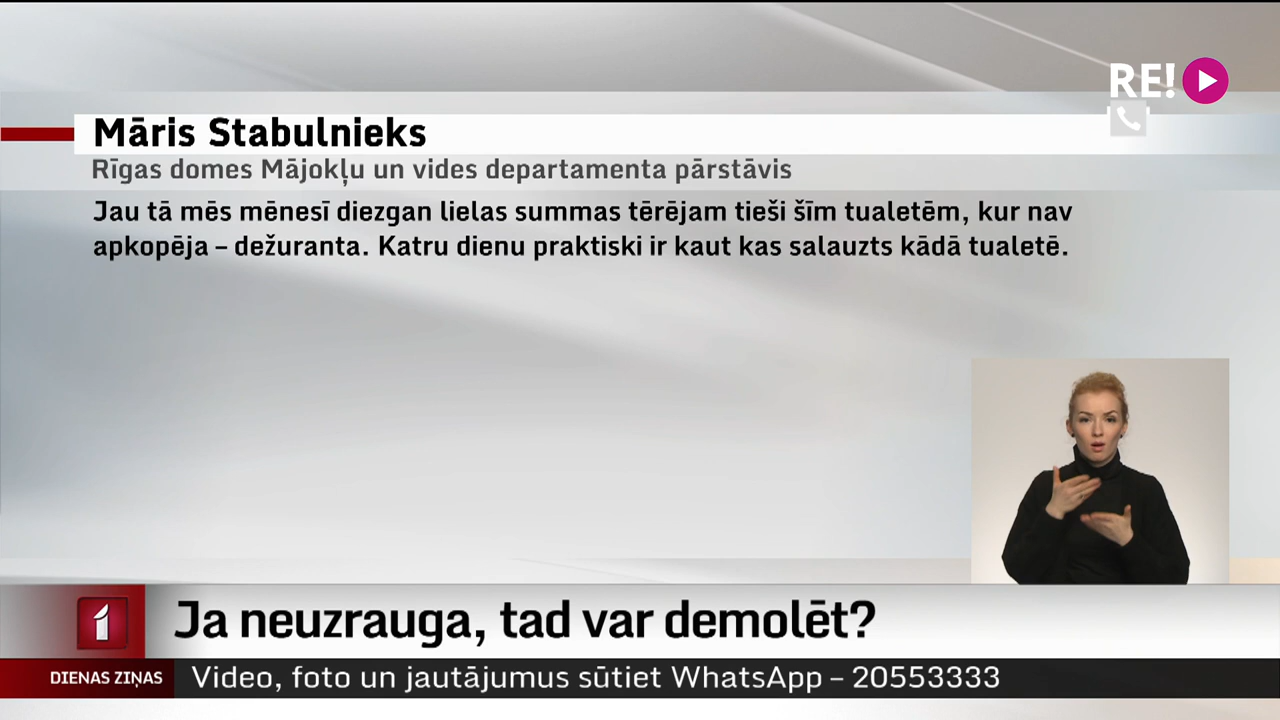 RE!
Māris Stabulnieks
Rīgas domes Mājokļu un vides departamenta pārstāvis
Jau tā mēs mēnesī diezgan lielas summas tērējam tieši šīm tualetēm, kur nav
apkopēja – dežuranta. Katru dienu praktiski ir kaut kas salauzts kādā tualetē.
1
Ja neuzrauga, tad var demolēt?
DIENAS ZIŅAS
Video, foto un jautājumus sūtiet WhatsApp – 20553333